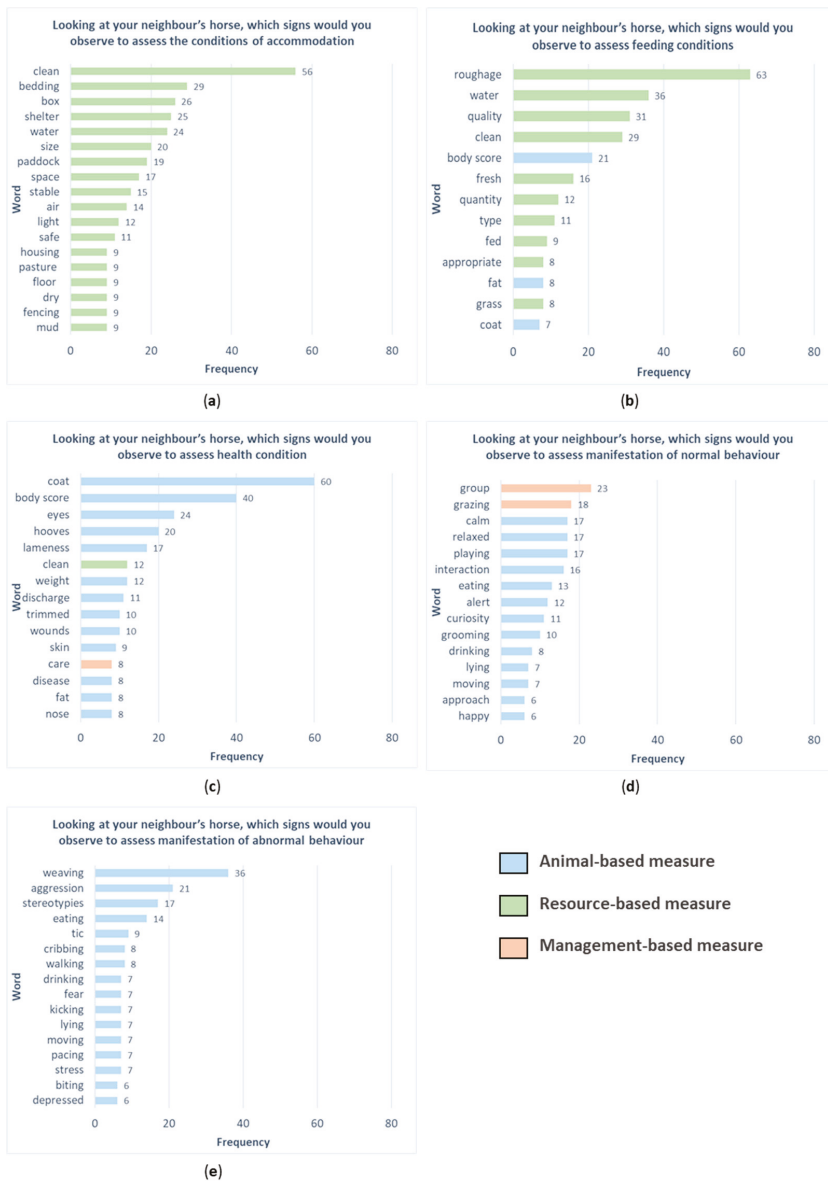 Looking at your neighbour's horse, which signs would you
observe to assess the conditions of accommodation
Word
clean 56
bedding 29
box 26
shelter 25
water 24
size 20
paddock 19
space 17
stable 15
air 14
light 12
safe 11
housing 9
pasture 9
floor 9
dry 9
fencing 9
mud 9
0 20 40 60 80
Frequency
(a)
Looking at your neighbour's horse, which signs would you
observe to assess feeding conditions
Word
roughage 63
water 36
quality 31
clean 29
body score 21
fresh 16
quantity 12
type 11
fed 9
appropriate 8
fat 8
grass 8
coat 7
0 20 40 60 80
Frequency
(b)
Looking at your neighbour's horse, which signs would you
observe to assess health condition
Word
coat 60
body score 40
eyes 24
hooves 20
lameness 17
clean 12
weight 12
discharge 11
trimmed 10
wounds 10
skin 9
care 8
disease 8
fat 8
nose 8
0 20 40 60 80
Frequency
(c)
Looking at your neighbour's horse, which signs would you
observe to assess manifestation of normal behaviour
Word
group 23
grazing 18
calm 17
relaxed 17
playing 17
interaction 16
eating 13
alert 12
curiosity 11
grooming 10
drinking 8
lying 7
moving 7
approach 6
happy 6
0 20 40 60 80
Frequency
(d)
Looking at your neighbour's horse, which signs would you
observe to assess manifestation of abnormal behaviour
Word
weaving 36
aggression 21
stereotypies 17
eating 14
tic 9
cribbing 8
walking 8
drinking 7
fear 7
kicking 7
lying 7
moving 7
pacing 7
stress 7
biting 6
depressed 6
0 20 40 60 80
Frequency
(e)
Animal-based measure
Resource-based measure
Management-based measure